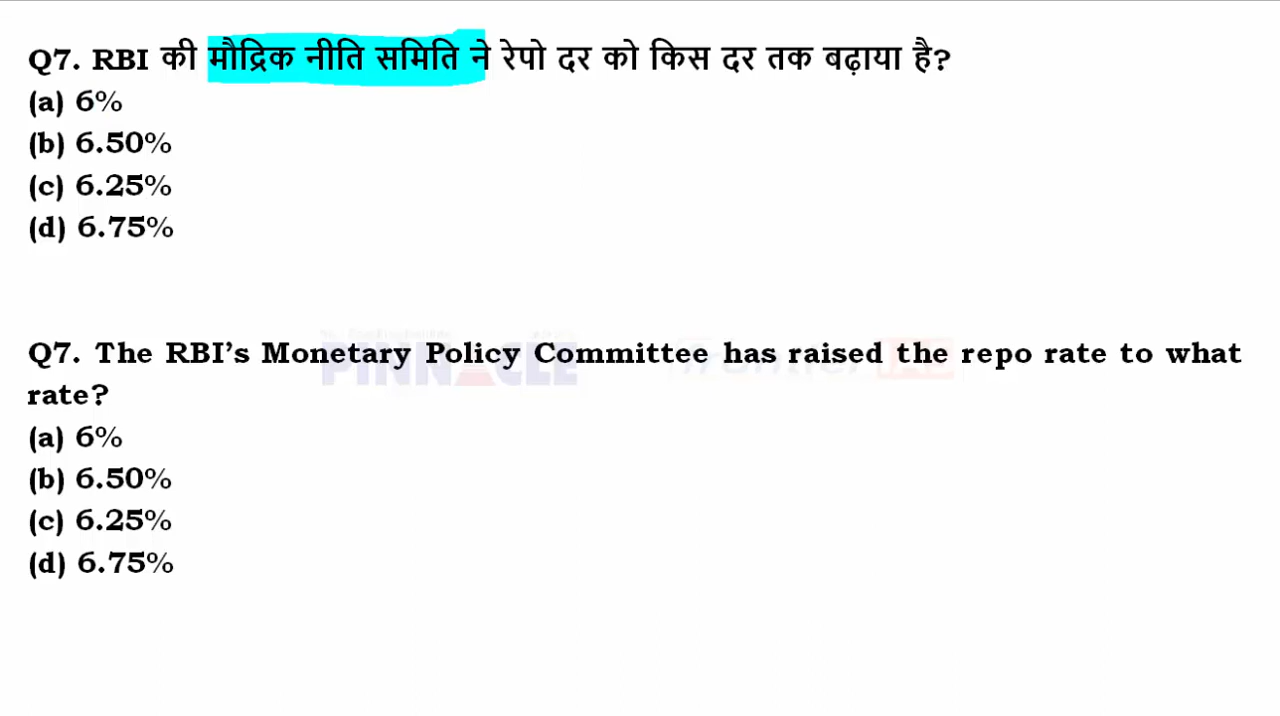 Q7. RBI की मौद्रिक नीति समिति ने रेपो दर को किस दर तक बढ़ाया है?
(a) 6%
(b) 6.50%
(c) 6.25%
(d) 6.75%
Q7. The RBI's Monetary Policy Committee has raised the repo rate to what
rate?
(a) 6%
(b) 6.50%
(c) 6.25%
(d) 6.75%
PINNACLE